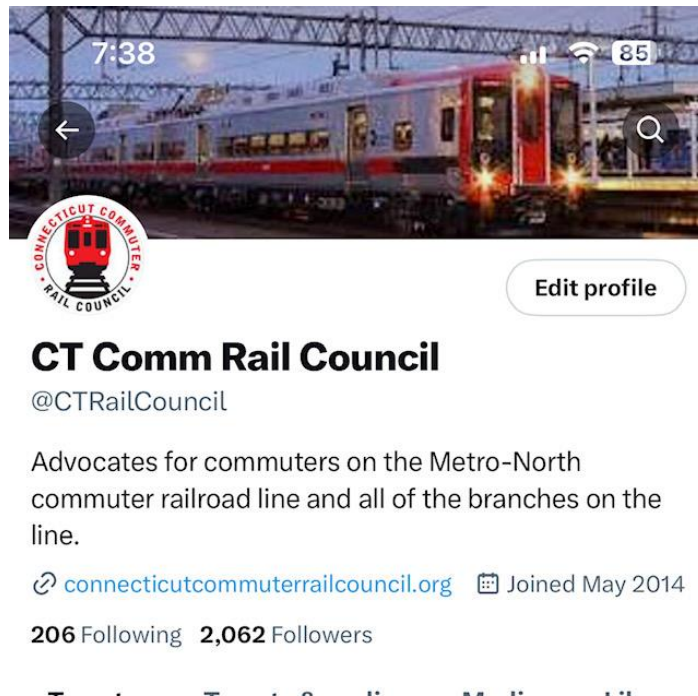 7:38
85
CONNECTICUT COMMUTER
RAIL COUNCIL
Edit profile
CT Comm Rail Council
@CTRailCouncil
Advocates for commuters on the Metro-North
commuter railroad line and all of the branches on the
line.
connecticutcommuterrailcouncil.org Joined May 2014
206 Following 2,062 Followers